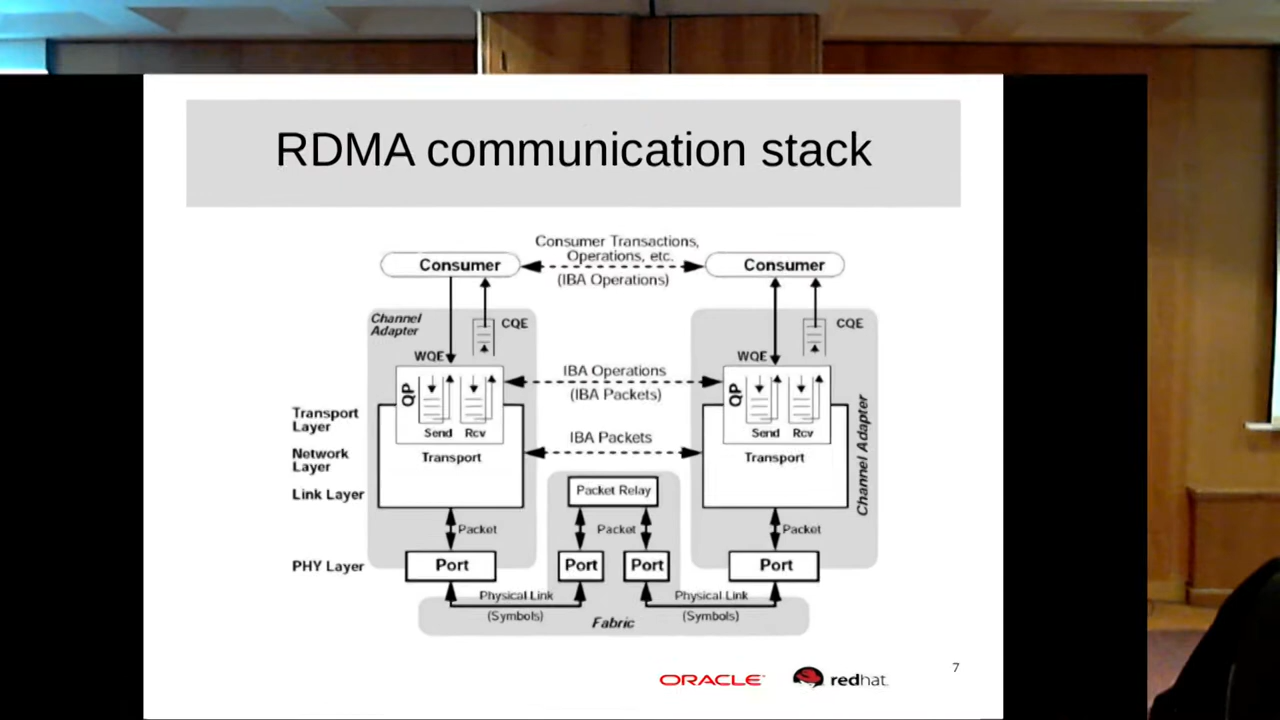 RDMA communication stack
Consumer Transactions,
Operations, etc.
(IBA Operations)
Consumer
Consumer
Channel
Adapter
CQE
CQE
WQE
WQE
IBA Operations
(IBA Packets)
QP
QP
Send Rcv
Send Rcv
Transport
Layer
IBA Packets
Network
Layer
Transport
Transport
Channel Adapter
Link Layer
Packet Relay
Packet
Packet
Packet
PHY Layer
Port
Port
Port
Port
Physical Link
(Symbols)
Physical Link
(Symbols)
Fabric
ORACLE
redhat.
7